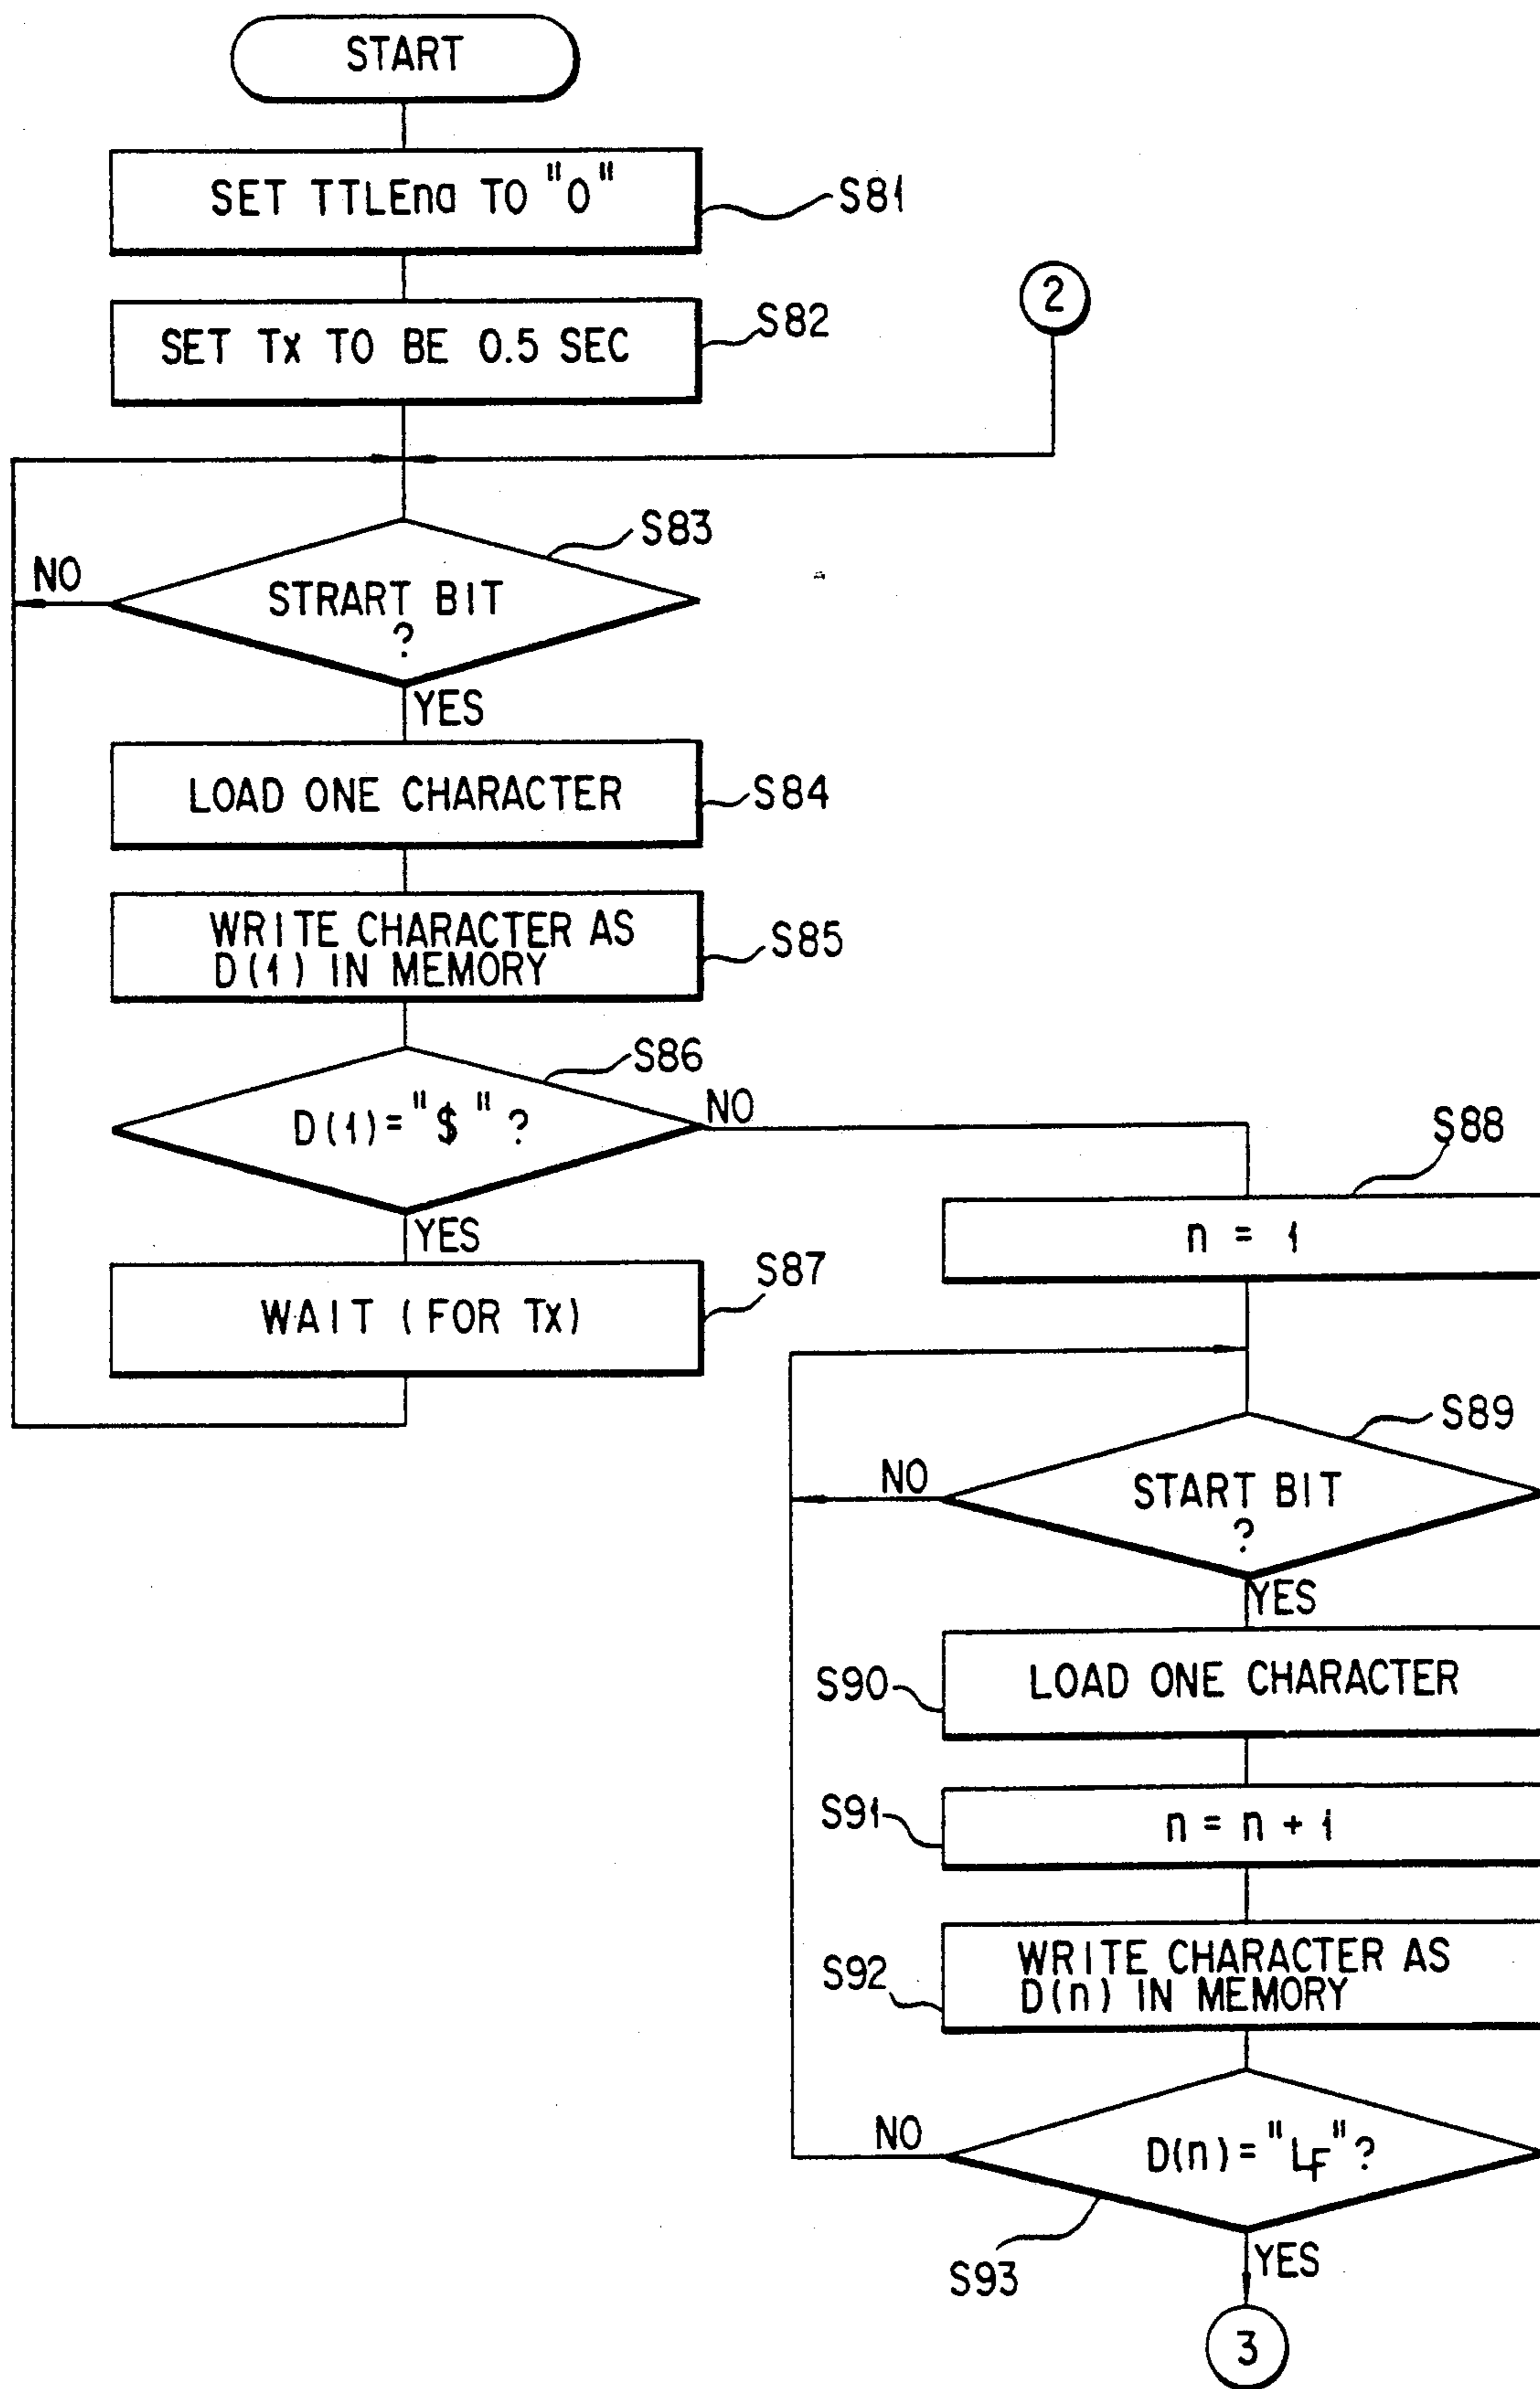 START
SET TTLEna TO "0"
S81
2
SET Tx TO BE 0.5 SEC
S82
S83
NO
STRART BIT
?
YES
LOAD ONE CHARACTER
S84
WRITE CHARACTER AS
D(1) IN MEMORY
S85
S86
D(1)="$"?
NO
YES
WAIT (FOR Tx)
S87
S88
n = 1
S89
NO
START BIT
?
YES
S90
LOAD ONE CHARACTER
S91
n = n + 1
S92
WRITE CHARACTER AS
D(n) IN MEMORY
NO
D(n)="LF"?
S93
YES
3